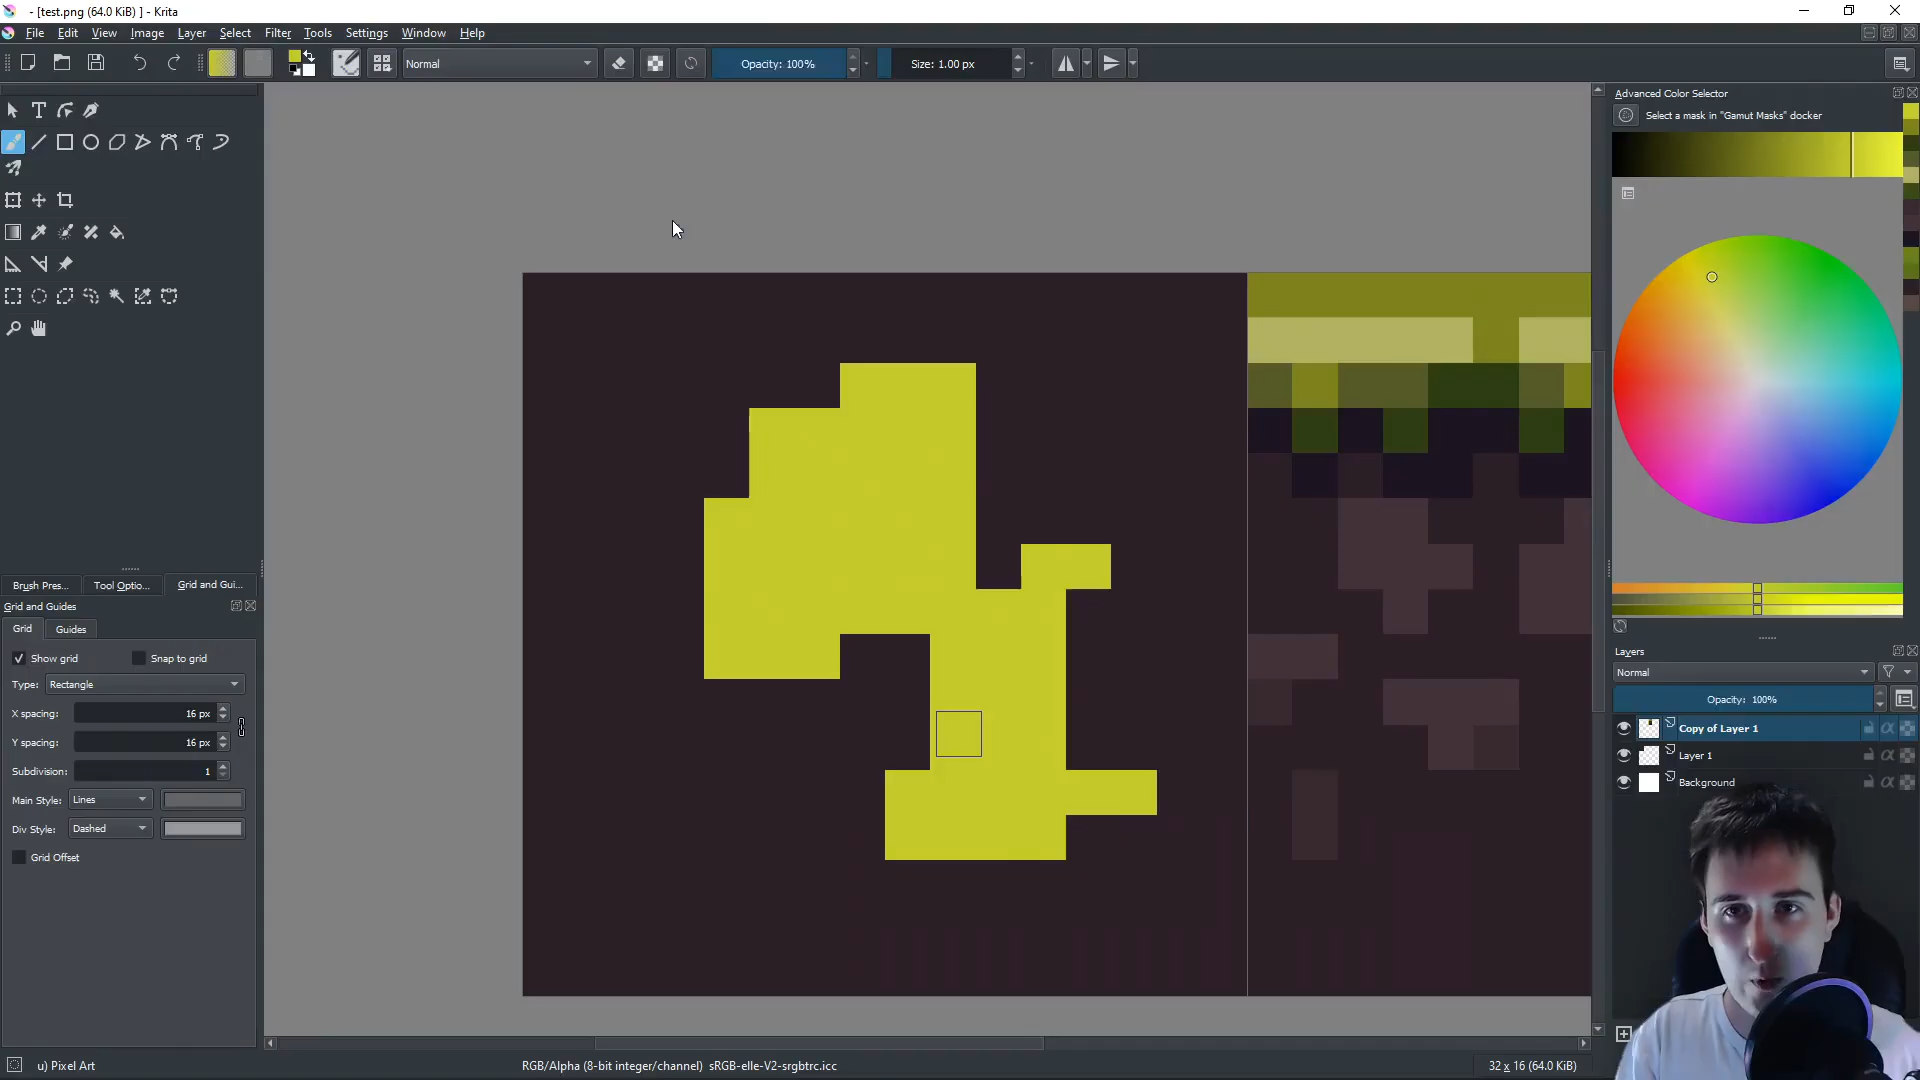 - [test.png (64.0 KiB) ] - Krita
File Edit View Image Layer Select Filter Tools Settings Window Help
Normal
Opacity: 100%
Size: 1.00 px
Advanced Color Selector
Select a mask in "Gamut Masks" docker
Brush Pres... Tool Optio... Grid and Gui...
Grid and Guides
Grid Guides
Show grid Snap to grid
Type: Rectangle
X spacing: 16 px
Y spacing: 16 px
Subdivision: 1
Main Style: Lines
Div Style: Dashed
Grid Offset
Layers
Normal
Opacity: 100%
Copy of Layer 1
Layer 1
Background
u) Pixel Art
RGB/Alpha (8-bit integer/channel) sRGB-elle-V2-srgbtrc.icc
32 x 16 (64.0 KiB)